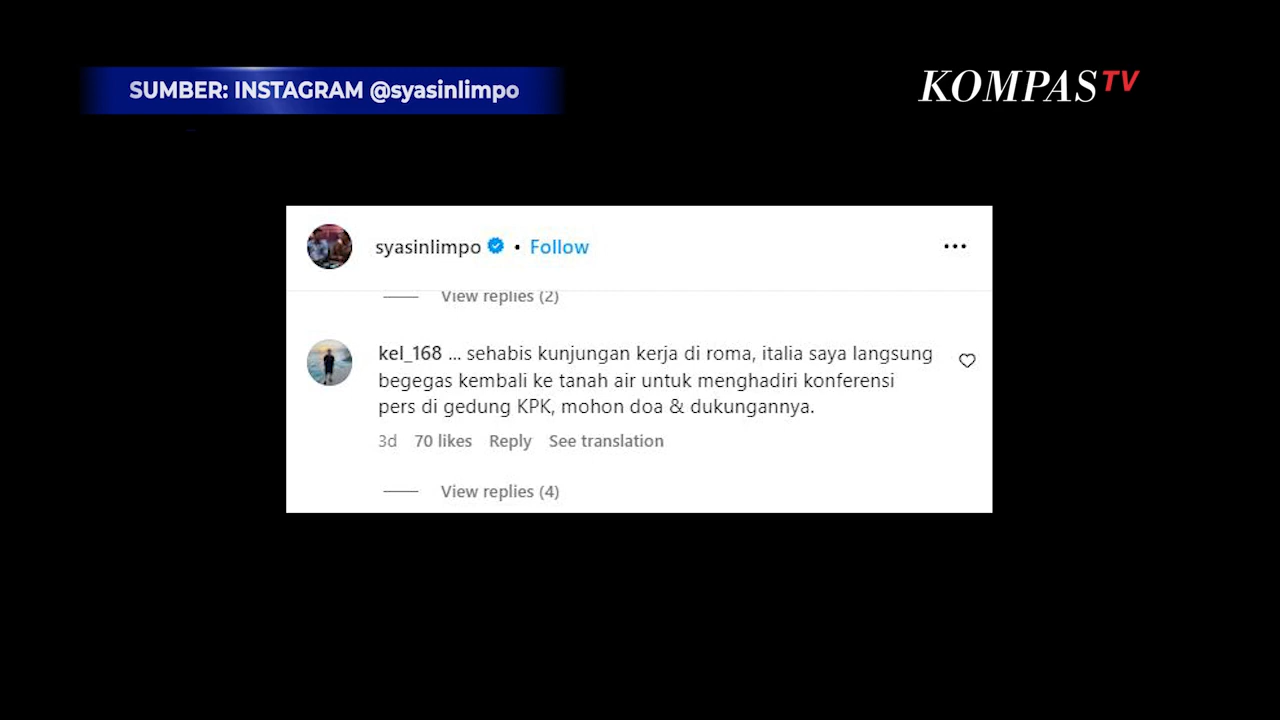 SUMBER: INSTAGRAM @syasinlimpo
KOMPAS TV
syasinlimpo • Follow
View replies (2)
kel_168 ... sehabis kunjungan kerja di roma, italia saya langsung
begegas kembali ke tanah air untuk menghadiri konferensi
pers di gedung KPK, mohon doa & dukungannya.
3d 70 likes Reply See translation
View replies (4)